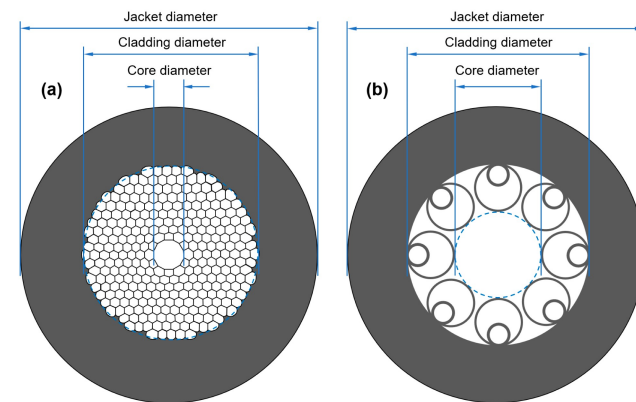 Jacket diameter
Cladding diameter
Core diameter
(a)
Jacket diameter
Cladding diameter
Core diameter
(b)